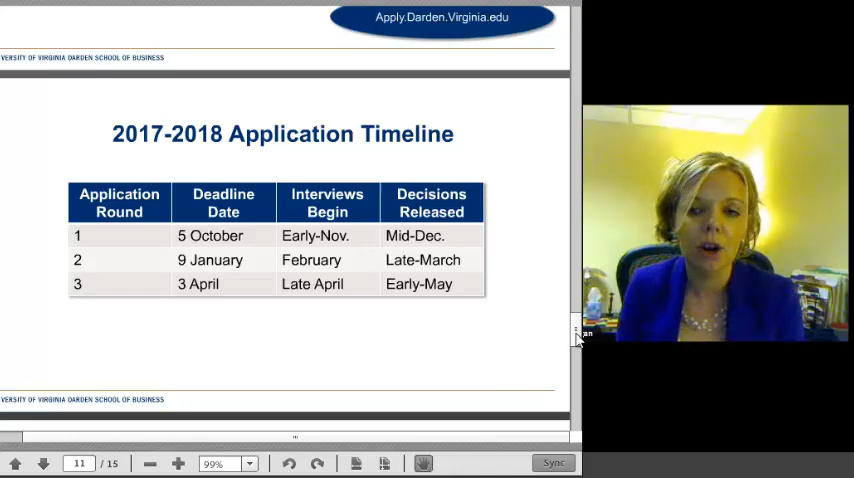 Apply.Darden.Virginia.edu
VERSITY OF VIRGINIA DARDEN SCHOOL OF BUSINESS
2017-2018 Application Timeline
Application Round Deadline Date Interviews Begin Decisions Released
1 5 October Early-Nov. Mid-Dec.
2 9 January February Late-March
3 3 April Late April Early-May
an
VERSITY OF VIRGINIA DARDEN SCHOOL OF BUSINESS
11 / 15 99% Sync